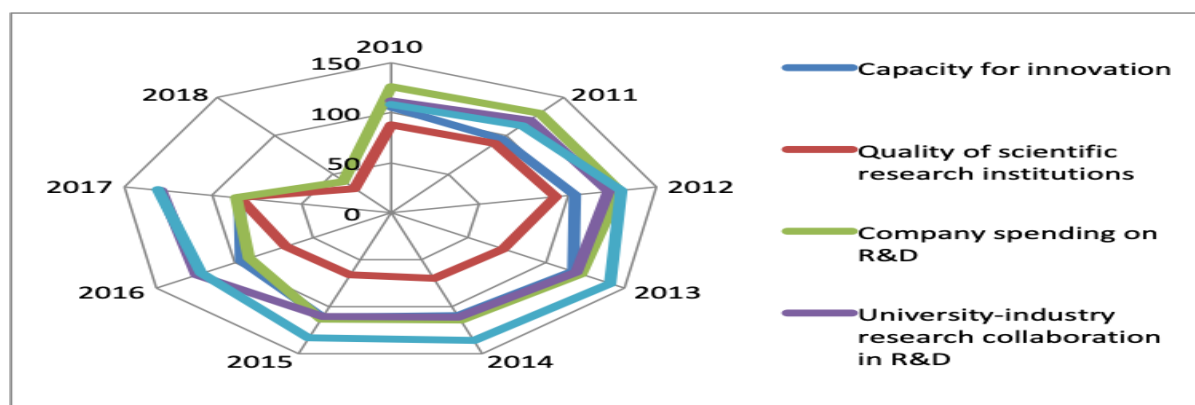 2010
150
2018
2011
Capacity for innovation
100
50
Quality of scientific
research institutions
2017
0
2012
Company spending on
R&D
2016
2013
University-industry
research collaboration
in R&D
2015
2014